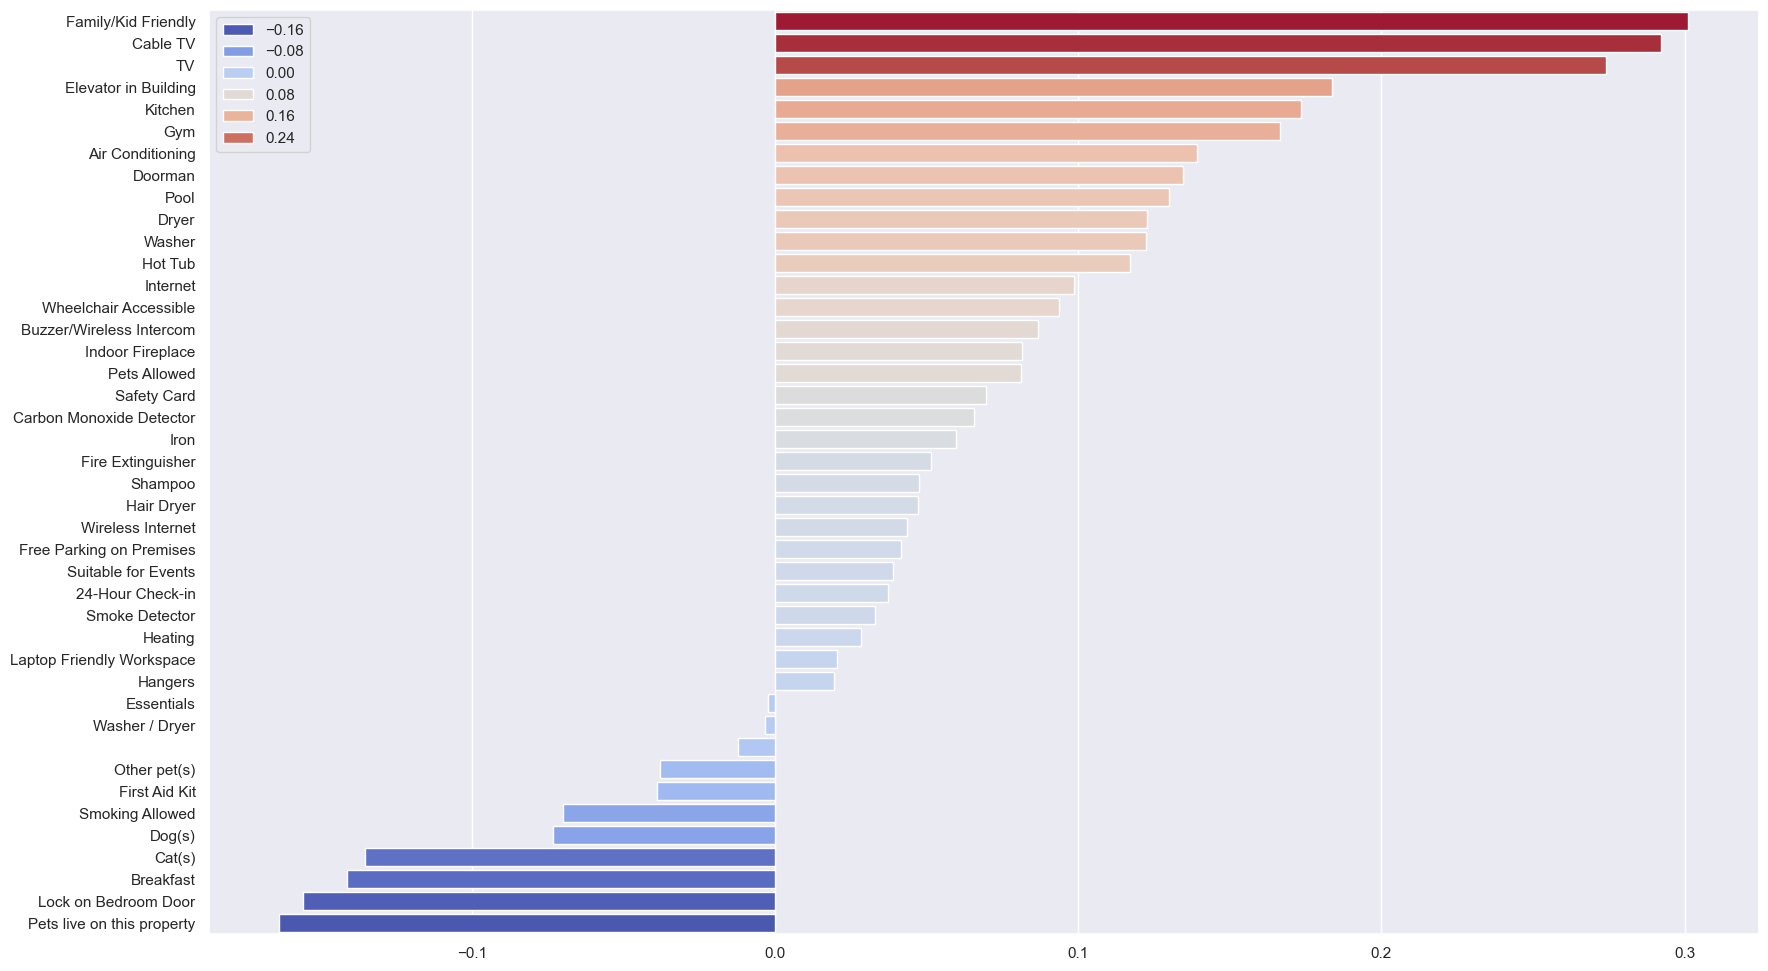 Family/Kid Friendly
Cable TV
TV
Elevator in Building
Kitchen
Gym
Air Conditioning
Doorman
Pool
Dryer
Washer
Hot Tub
Internet
Wheelchair Accessible
Buzzer/Wireless Intercom
Indoor Fireplace
Pets Allowed
Safety Card
Carbon Monoxide Detector
Iron
Fire Extinguisher
Shampoo
Hair Dryer
Wireless Internet
Free Parking on Premises
Suitable for Events
24-Hour Check-in
Smoke Detector
Heating
Laptop Friendly Workspace
Hangers
Essentials
Washer / Dryer
Other pet(s)
First Aid Kit
Smoking Allowed
Dog(s)
Cat(s)
Breakfast
Lock on Bedroom Door
Pets live on this property
−0.16
−0.08
0.00
0.08
0.16
0.24
−0.1
0.0
0.1
0.2
0.3